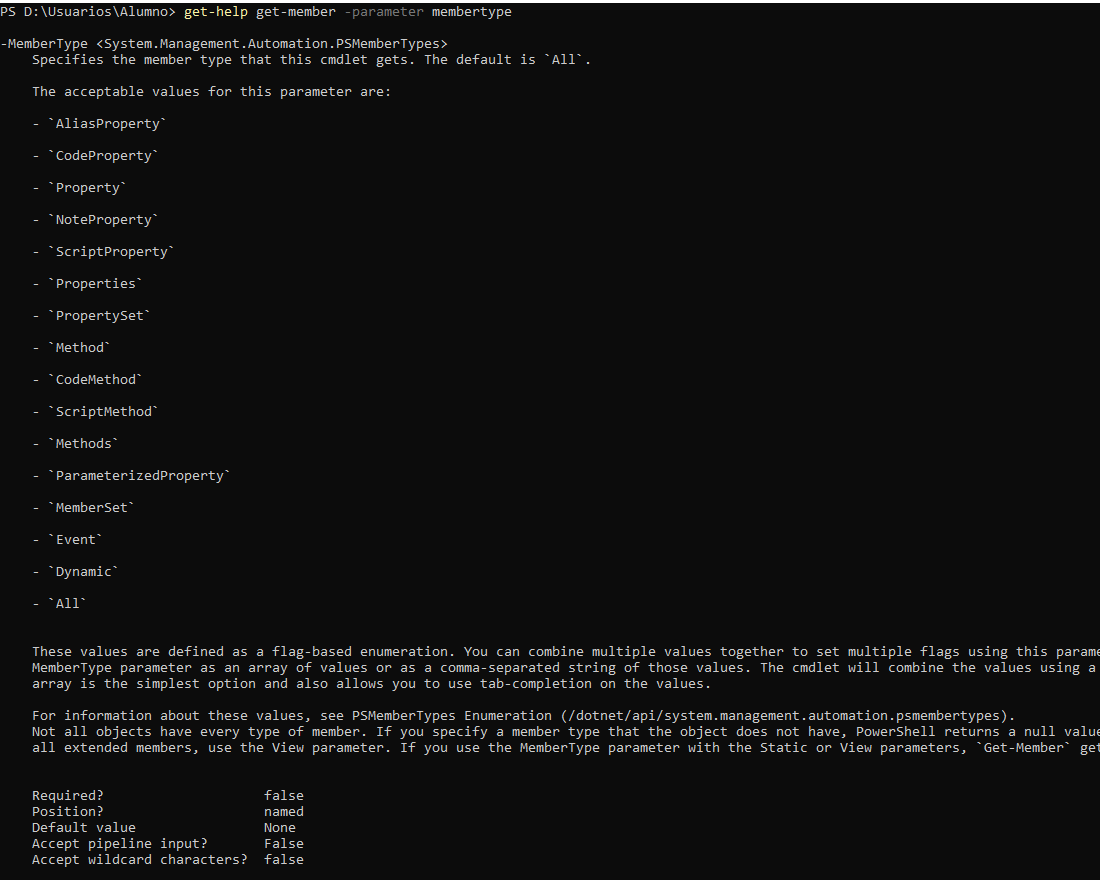 PS D:\Usuarios\Alumno> get-help get-member -parameter membertype
-MemberType <System.Management.Automation.PSMemberTypes>
Specifies the member type that this cmdlet gets. The default is `All`.
The acceptable values for this parameter are:
- `AliasProperty`
- `CodeProperty`
- `Property`
- `NoteProperty`
- `ScriptProperty`
- `Properties`
- `PropertySet`
- `Method`
- `CodeMethod`
- `ScriptMethod`
- `Methods`
- `ParameterizedProperty`
- `MemberSet`
- `Event`
- `Dynamic`
- `All`
These values are defined as a flag-based enumeration. You can combine multiple values together to set multiple flags using this parame
MemberType parameter as an array of values or as a comma-separated string of those values. The cmdlet will combine the values using a
array is the simplest option and also allows you to use tab-completion on the values.
For information about these values, see PSMemberTypes Enumeration (/dotnet/api/system.management.automation.psmembertypes).
Not all objects have every type of member. If you specify a member type that the object does not have, PowerShell returns a null value
all extended members, use the View parameter. If you use the MemberType parameter with the Static or View parameters, `Get-Member` get
Required? false
Position? named
Default value None
Accept pipeline input? False
Accept wildcard characters? false